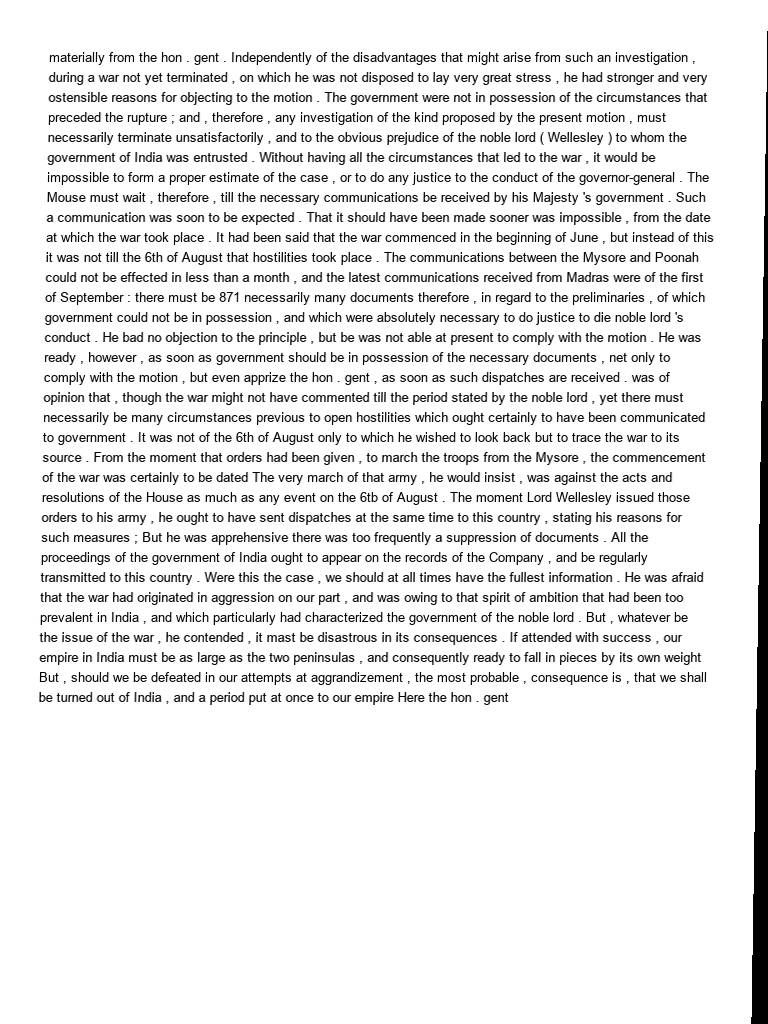 materially from the hon . gent . Independently of the disadvantages that might arise from such an investigation ,
during a war not yet terminated , on which he was not disposed to lay very great stress , he had stronger and very
ostensible reasons for objecting to the motion . The government were not in possession of the circumstances that
preceded the rupture ; and , therefore , any investigation of the kind proposed by the present motion , must
necessarily terminate unsatisfactorily , and to the obvious prejudice of the noble lord ( Wellesley ) to whom the
government of India was entrusted . Without having all the circumstances that led to the war , it would be
impossible to form a proper estimate of the case , or to do any justice to the conduct of the governor-general . The
Mouse must wait , therefore , till the necessary communications be received by his Majesty 's government . Such
a communication was soon to be expected . That it should have been made sooner was impossible , from the date
at which the war took place . It had been said that the war commenced in the beginning of June , but instead of this
it was not till the 6th of August that hostilities took place . The communications between the Mysore and Poonah
could not be effected in less than a month , and the latest communications received from Madras were of the first
of September : there must be 871 necessarily many documents therefore , in regard to the preliminaries , of which
government could not be in possession , and which were absolutely necessary to do justice to die noble lord 's
conduct . He bad no objection to the principle , but be was not able at present to comply with the motion . He was
ready , however , as soon as government should be in possession of the necessary documents , net only to
comply with the motion , but even apprize the hon . gent , as soon as such dispatches are received . was of
opinion that , though the war might not have commented till the period stated by the noble lord , yet there must
necessarily be many circumstances previous to open hostilities which ought certainly to have been communicated
to government . It was not of the 6th of August only to which he wished to look back but to trace the war to its
source . From the moment that orders had been given , to march the troops from the Mysore , the commencement
of the war was certainly to be dated The very march of that army , he would insist , was against the acts and
resolutions of the House as much as any event on the 6tb of August . The moment Lord Wellesley issued those
orders to his army , he ought to have sent dispatches at the same time to this country , stating his reasons for
such measures ; But he was apprehensive there was too frequently a suppression of documents . All the
proceedings of the government of India ought to appear on the records of the Company , and be regularly
transmitted to this country . Were this the case , we should at all times have the fullest information . He was afraid
that the war had originated in aggression on our part , and was owing to that spirit of ambition that had been too
prevalent in India , and which particularly had characterized the government of the noble lord . But , whatever be
the issue of the war , he contended , it mast be disastrous in its consequences . If attended with success , our
empire in India must be as large as the two peninsulas , and consequently ready to fall in pieces by its own weight
But , should we be defeated in our attempts at aggrandizement , the most probable , consequence is , that we shall
be turned out of India , and a period put at once to our empire Here the hon . gent